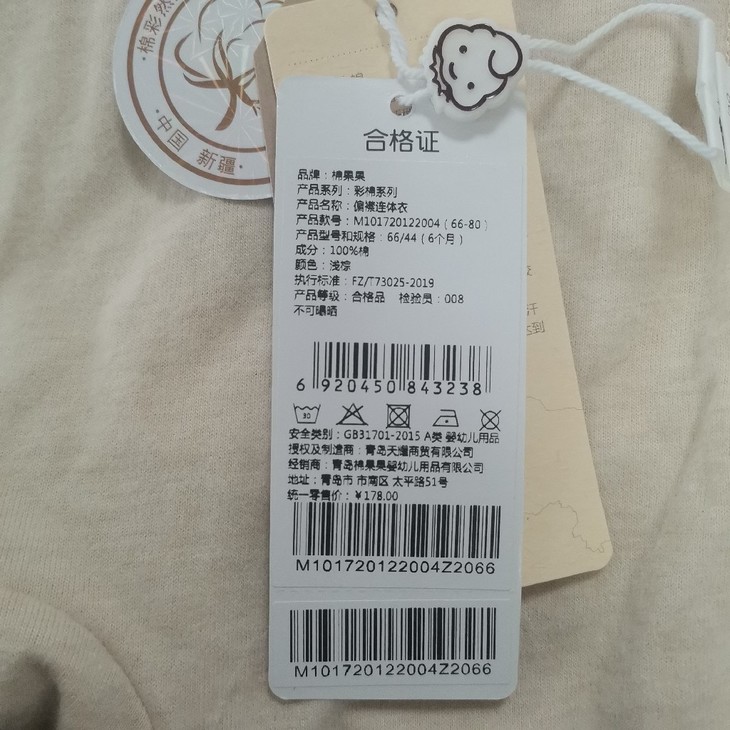 棉彩然
·中国 新疆·
合格证
品牌：棉果果
产品系列：彩棉系列
产品名称：偏襟连体衣
产品款号：M101720122004（66-80）
产品型号和规格：66/44（6个月）
成分：100%棉
颜色：浅棕
执行标准：FZ/T73025-2019
产品等级：合格品 检验员：008
不可曝晒
6 920450 843238
30
安全类别：GB31701-2015 A类 婴幼儿用品
授权及制造商：青岛天耀商贸有限公司
经销商：青岛棉果果婴幼儿用品有限公司
地址：青岛市 市南区 太平路51号
统一零售价：¥178.00
M101720122004Z2066
M101720122004Z2066
汗
到